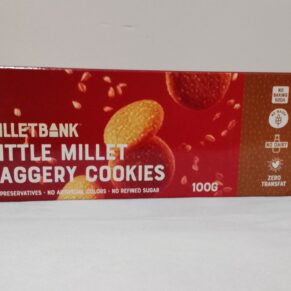 ILLETBANK
ITTLE MILLET
AGGERY COOKIES
PRESERVATIVES • NO ARTIFICIAL COLORS • NO REFINED SUGAR
100G
NO
BAKING
SODA
NO DAIRY
ZERO
TRANSFAT